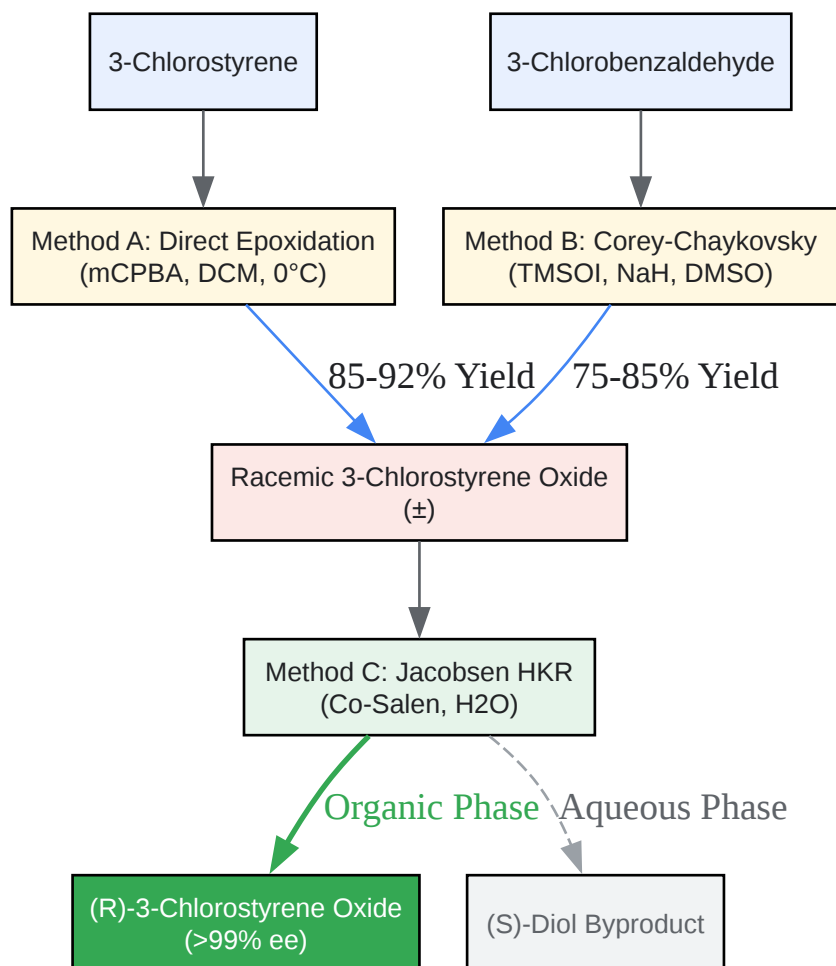 3-Chlorostyrene
3-Chlorobenzaldehyde
Method A: Direct Epoxidation
(mCPBA, DCM, 0°C)
Method B: Corey-Chaykovsky
(TMSOI, NaH, DMSO)
85-92% Yield
75-85% Yield
Racemic 3-Chlorostyrene Oxide
(±)
Method C: Jacobsen HKR
(Co-Salen, H2O)
Organic Phase
Aqueous Phase
(R)-3-Chlorostyrene Oxide
(>99% ee)
(S)-Diol Byproduct